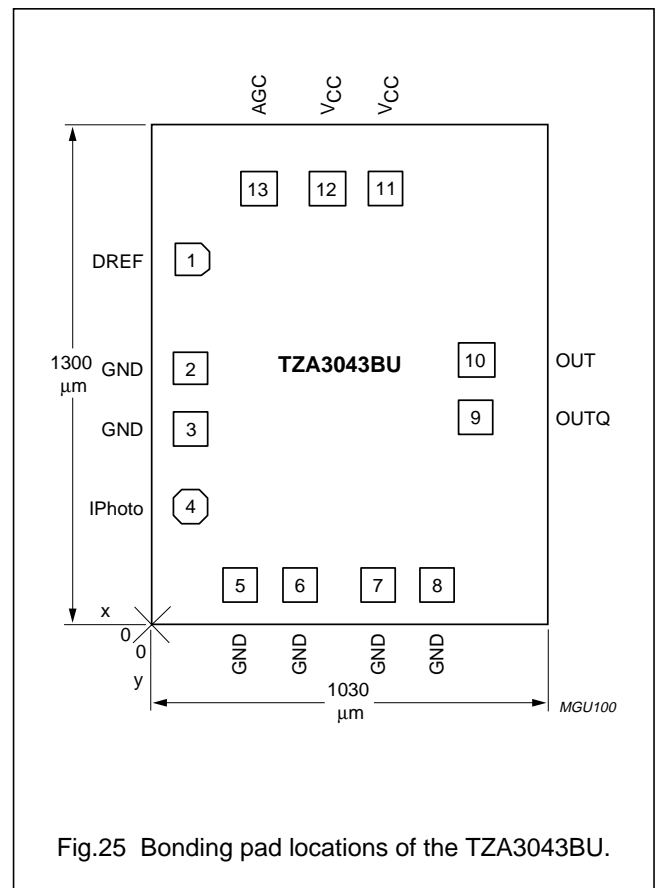 AGC
VCC
VCC
13
12
11
DREF
1
1300
μm
GND
2
TZA3043BU
10
OUT
GND
3
9
OUTQ
IPhoto
4
5
6
7
8
x
0
0
y
GND
GND
GND
GND
1030
μm
MGU100
Fig.25 Bonding pad locations of the TZA3043BU.